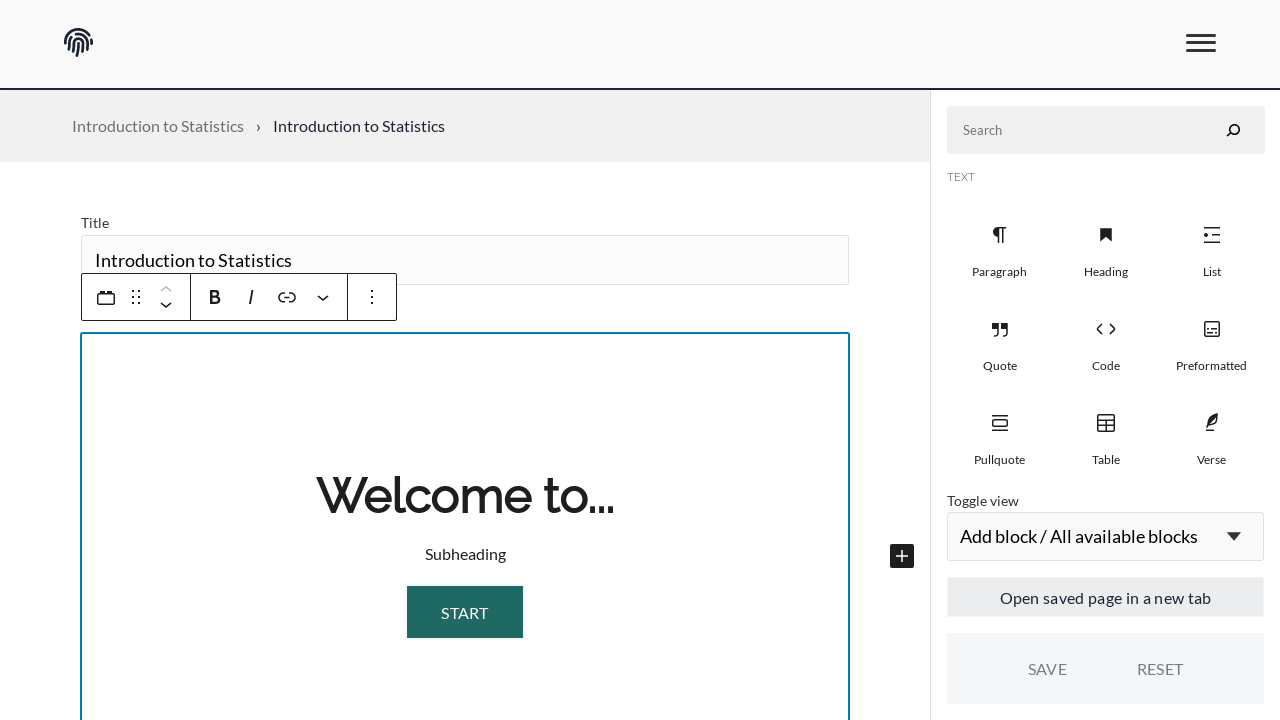 Introduction to Statistics › Introduction to Statistics
Search
TEXT
Title
Introduction to Statistics
Paragraph
Heading
List
Quote
Code
Preformatted
Pullquote
Table
Verse
Welcome to...
Subheading
START
Toggle view
Add block / All available blocks
Open saved page in a new tab
SAVE
RESET